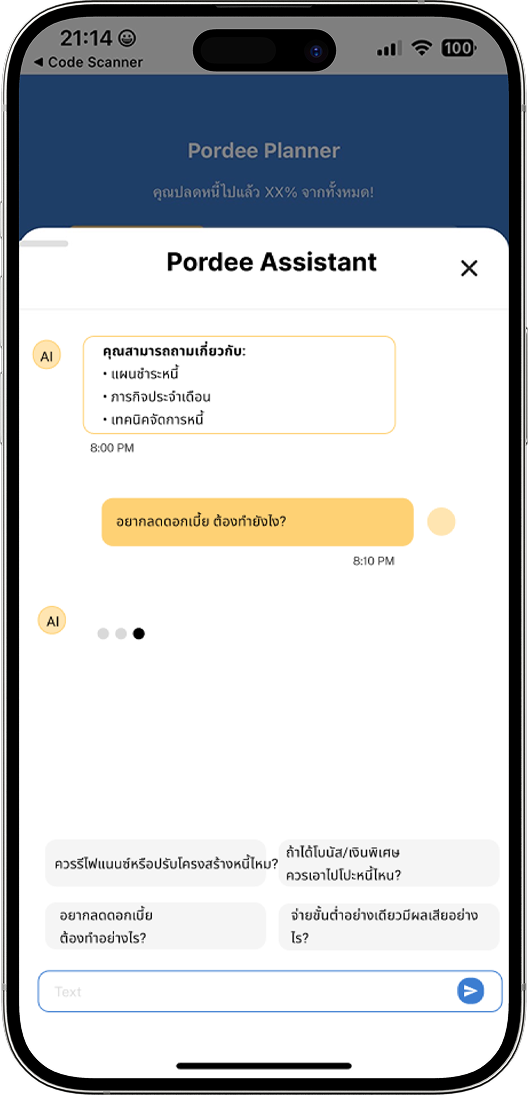 21:14
◀ Code Scanner
100
Pordee Planner
คุณปลดหนี้ไปแล้ว XX% จากทั้งหมด!
Pordee Assistant
AI
คุณสามารถถามเกี่ยวกับ:
• แผนชำระหนี้
• ภารกิจประจำเดือน
• เทคนิคจัดการหนี้
8:00 PM
อยากลดดอกเบี้ย ต้องทำยังไง?
8:10 PM
AI
ควรรีไฟแนนซ์หรือปรับโครงสร้างหนี้ไหม?
ถ้าได้โบนัส/เงินพิเศษ
ควรเอาไปโปะหนี้ไหน?
อยากลดดอกเบี้ย
ต้องทำอย่างไร?
จ่ายขั้นต่ำอย่างเดียวมีผลเสียอย่าง
ไร?
Text